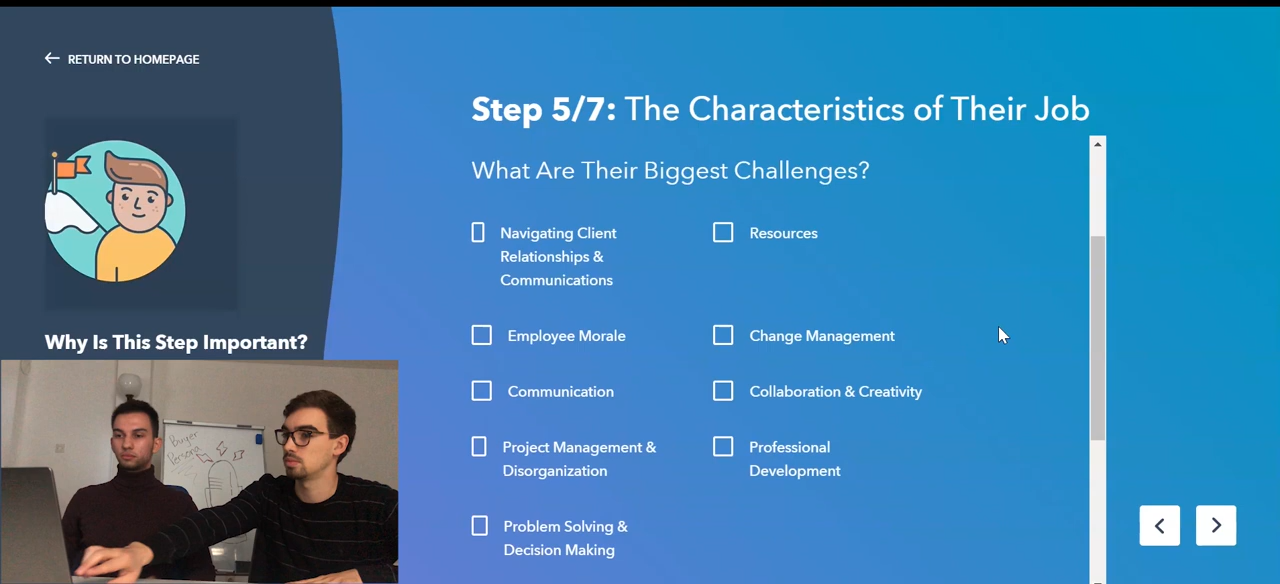 RETURN TO HOMEPAGE
Step 5/7: The Characteristics of Their Job
What Are Their Biggest Challenges?
Navigating Client
Relationships &
Communications
Resources
Employee Morale
Change Management
Communication
Collaboration & Creativity
Project Management &
Disorganization
Professional
Development
Problem Solving &
Decision Making
Why Is This Step Important?
Buyer
Persona